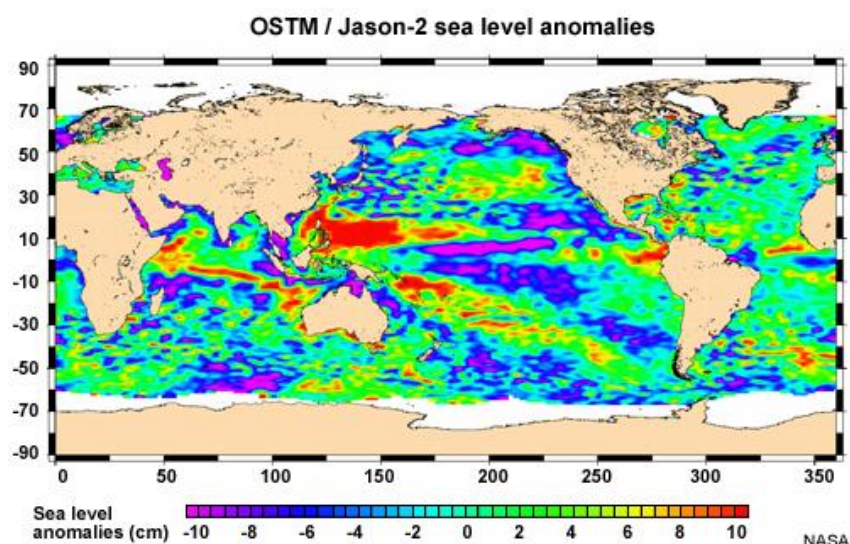 OSTM / Jason-2 sea level anomalies
90
70
50
30
10
-10
-30
-50
-70
-90
0 50 100 150 200 250 300 350
Sea level
anomalies (cm) -10 -8 -6 -4 -2 0 2 4 6 8 10
NASA